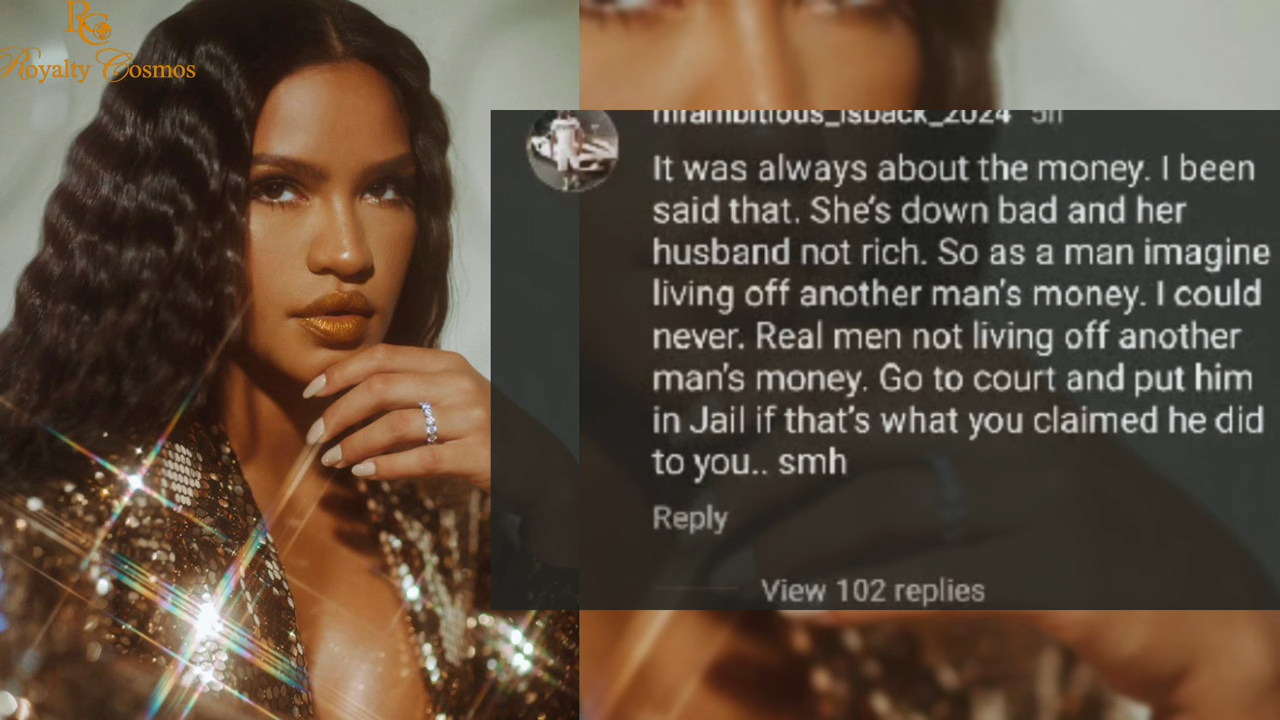 RC
Royalty Cosmos
mrambitious_isback_2024 5h
It was always about the money. I been
said that. She's down bad and her
husband not rich. So as a man imagine
living off another man's money. I could
never. Real men not living off another
man's money. Go to court and put him
in Jail if that's what you claimed he did
to you.. smh
Reply
View 102 replies